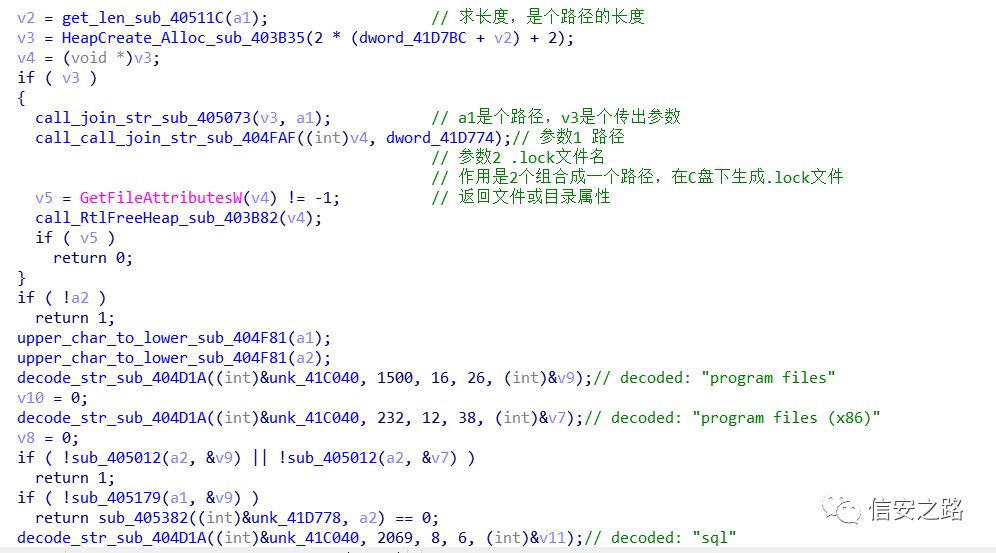 v2 = get_len_sub_40511C(a1); // 求长度，是个路径的长度
v3 = HeapCreate_Alloc_sub_403B35(2 * (dword_41D7BC + v2) + 2);
v4 = (void *)v3;
if ( v3 )
{
call_join_str_sub_405073(v3, a1); // a1是个路径，v3是个传出参数
call_call_join_str_sub_404FAF((int)v4, dword_41D774);// 参数1 路径
// 参数2 .lock文件名
// 作用是2个组合成一个路径，在C盘下生成.lock文件
v5 = GetFileAttributesW(v4) != -1; // 返回文件或目录属性
call_RtlFreeHeap_sub_403B82(v4);
if ( v5 )
return 0;
}
if ( !a2 )
return 1;
upper_char_to_lower_sub_404F81(a1);
upper_char_to_lower_sub_404F81(a2);
decode_str_sub_404D1A((int)&unk_41C040, 1500, 16, 26, (int)&v9);// decoded: "program files"
v10 = 0;
decode_str_sub_404D1A((int)&unk_41C040, 232, 12, 38, (int)&v7);// decoded: "program files (x86)"
v8 = 0;
if ( !sub_405012(a2, &v9) || !sub_405012(a2, &v7) )
return 1;
if ( !sub_405179(a1, &v9) )
return sub_405382((int)&unk_41D778, a2) == 0;
decode_str_sub_404D1A((int)&unk_41C040, 2069, 8, 6, (int)&v11);// decoded: "sql"
信安之路